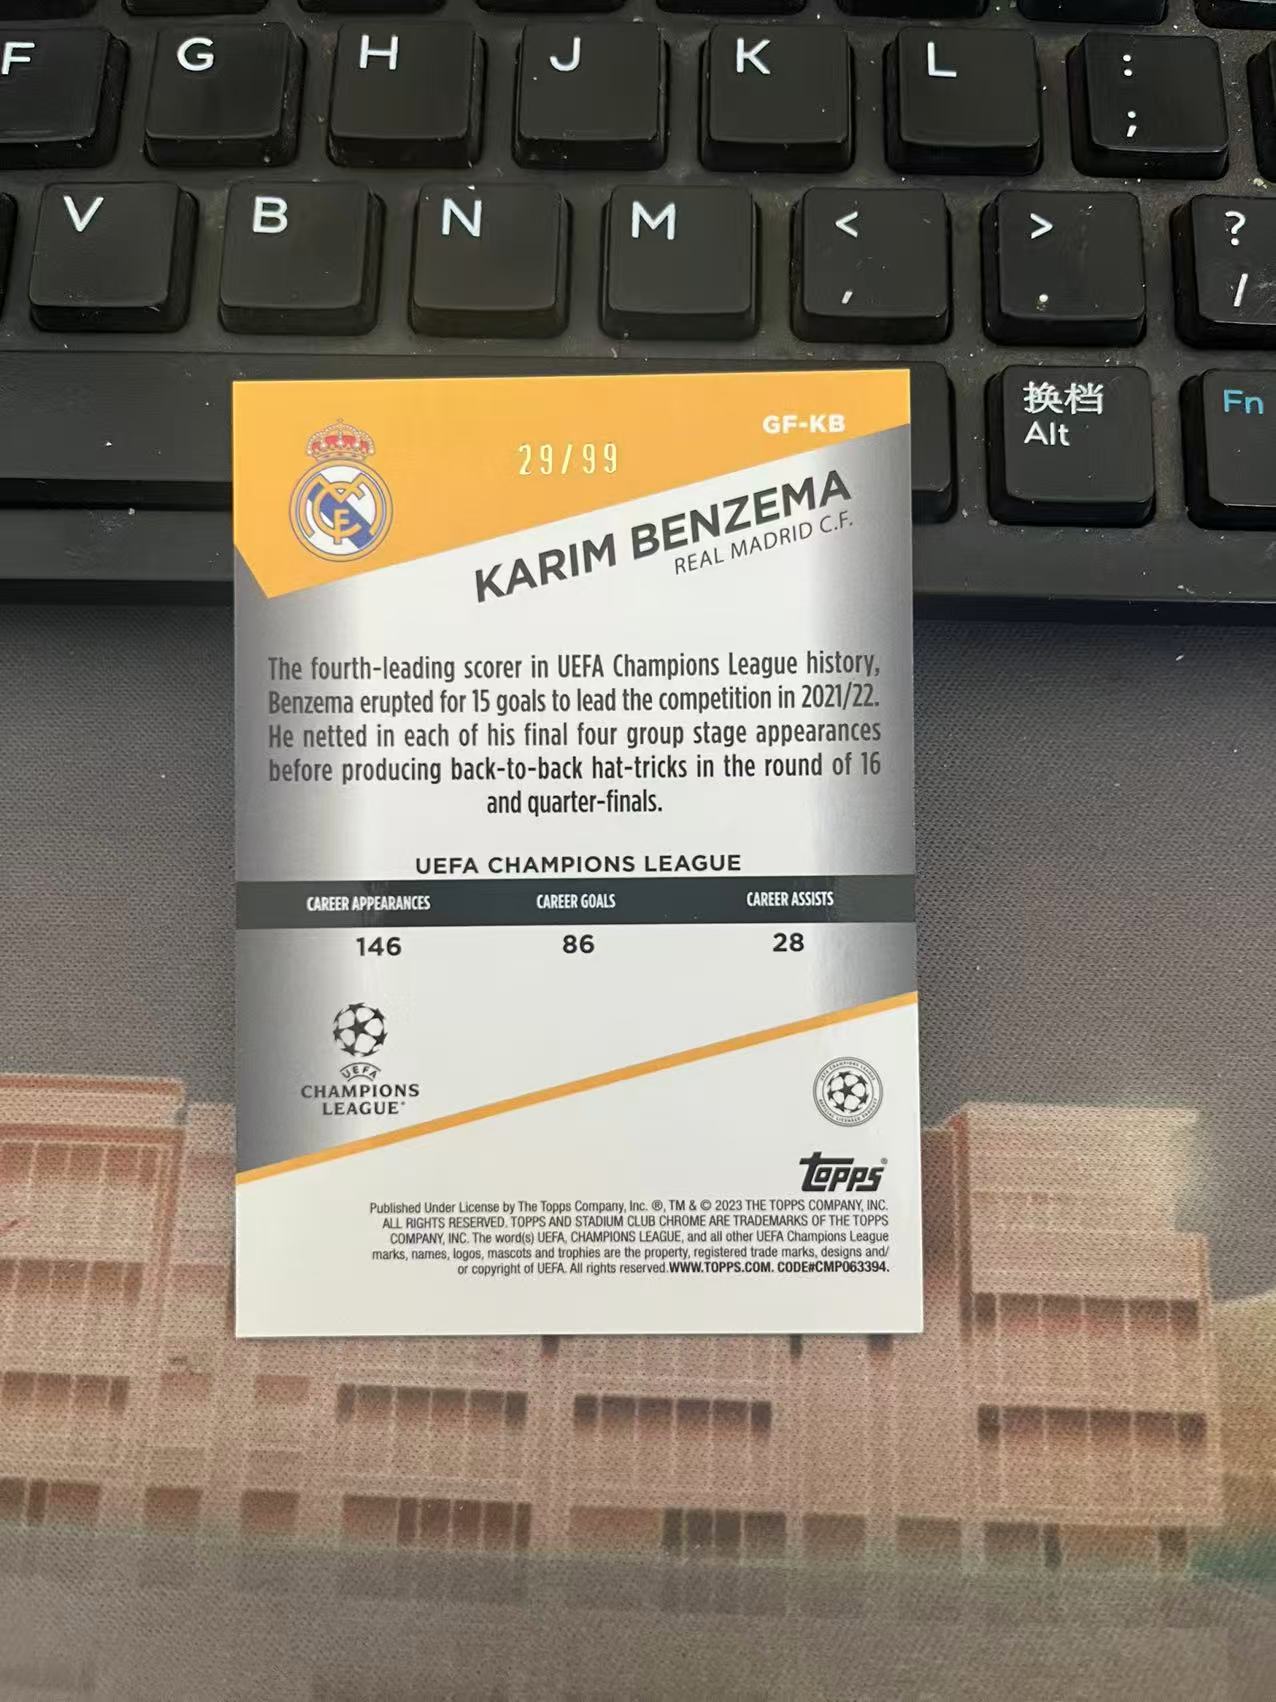 F G H J K L :
;
V B N M < > ?
, . /
换档
Alt
Fn
GF-KB
29/99
KARIM BENZEMA
REAL MADRID C.F.
The fourth-leading scorer in UEFA Champions League history,
Benzema erupted for 15 goals to lead the competition in 2021/22.
He netted in each of his final four group stage appearances
before producing back-to-back hat-tricks in the round of 16
and quarter-finals.
UEFA CHAMPIONS LEAGUE
CAREER APPEARANCES CAREER GOALS CAREER ASSISTS
146 86 28
UEFA
CHAMPIONS
LEAGUE
Topps®
Published Under License by The Topps Company, Inc. ®, TM & © 2023 THE TOPPS COMPANY, INC.
ALL RIGHTS RESERVED. TOPPS AND STADIUM CLUB CHROME ARE TRADEMARKS OF THE TOPPS
COMPANY, INC. The word(s) UEFA, CHAMPIONS LEAGUE, and all other UEFA Champions League
marks, names, logos, mascots and trophies are the property, registered trade marks, designs and/
or copyright of UEFA. All rights reserved. WWW.TOPPS.COM. CODE#CMP063394.